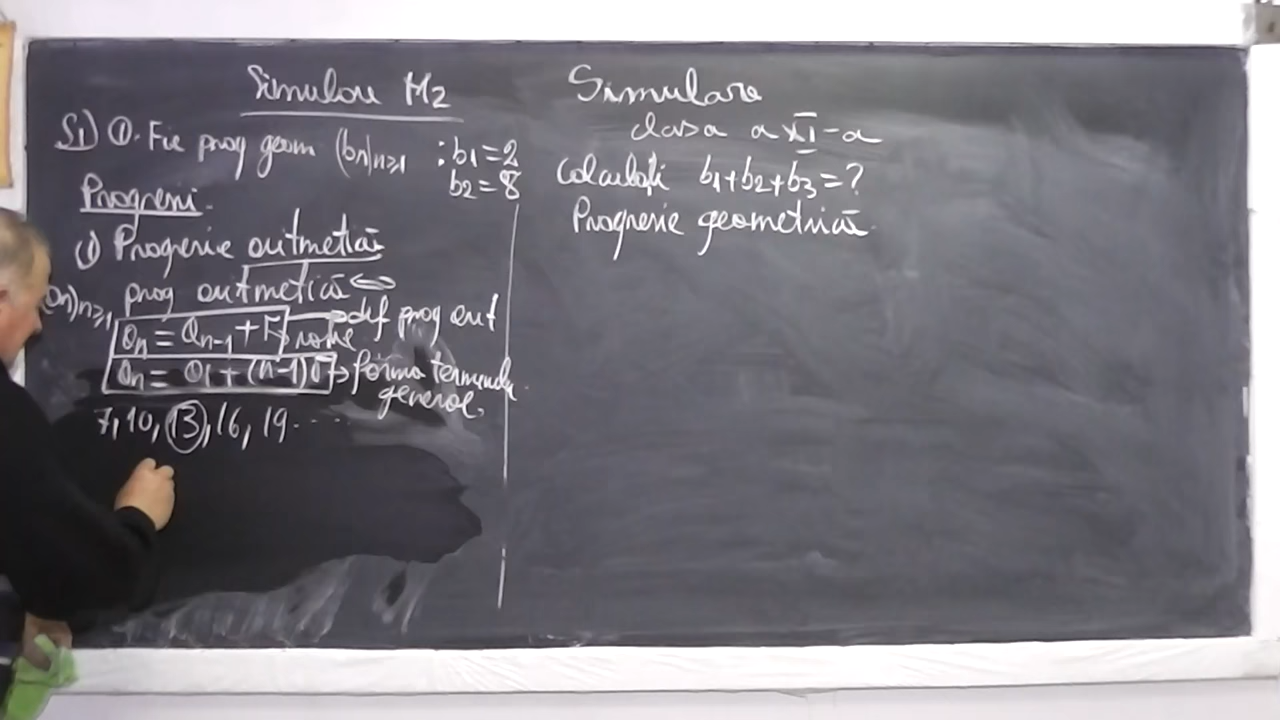 Simulare M2
S1) ①. Fie prog geom (bn)n≥1 : b1=2
b2=8
Progresii.
① Progresie aritmetică
(an)n≥1 prog aritmetică ⇔
an = an-1 + r → def prog arit
rație
an = a1 + (n-1)r → forma termenului
general.
7, 10, 13, 16, 19 ....
Simulare
clasa a XI-a
Calculați b1+b2+b3=?
Progresie geometrică